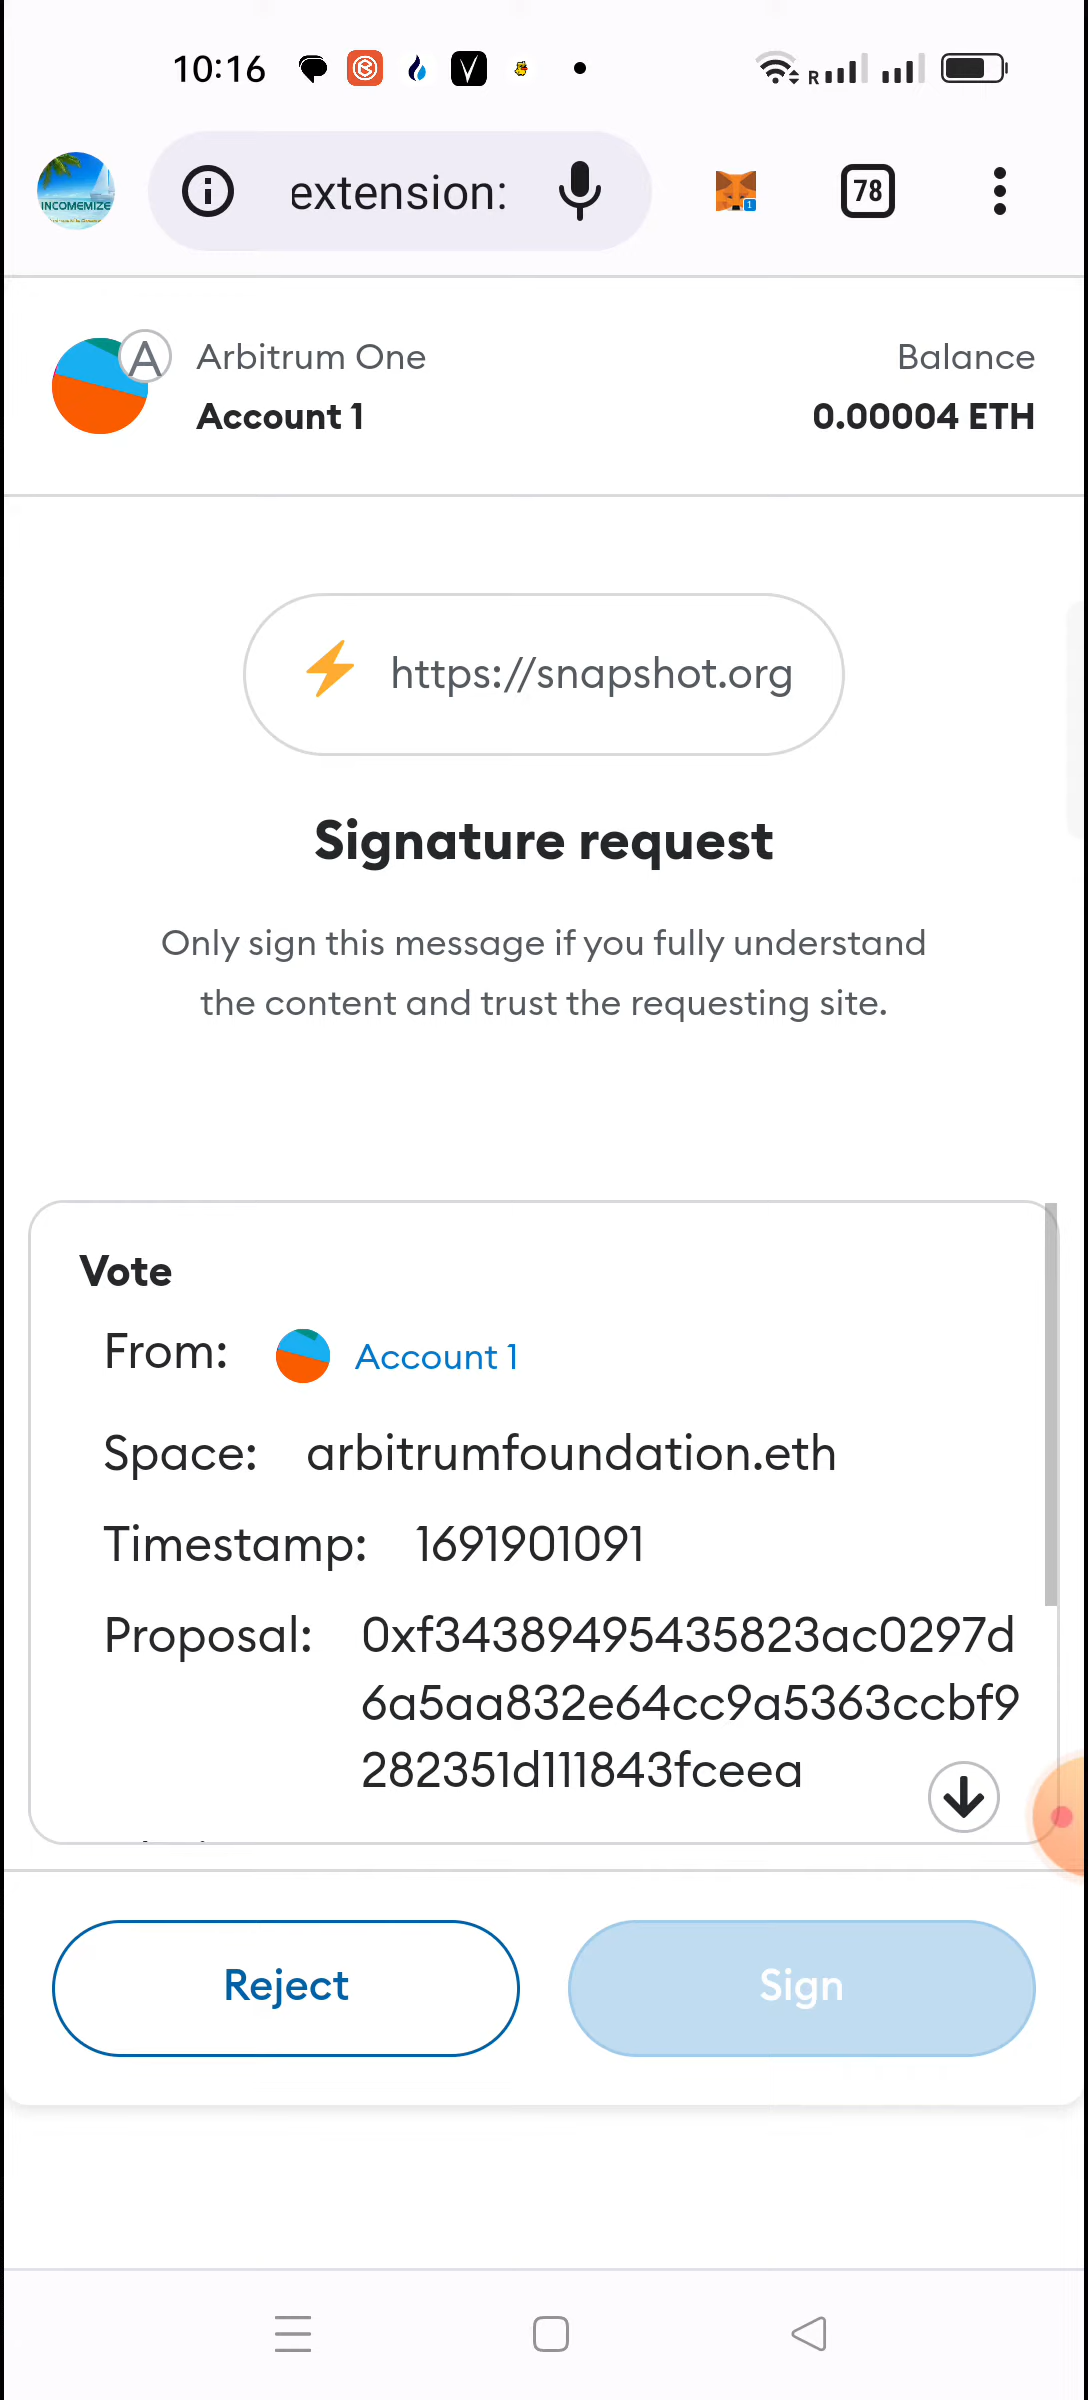 10:16
R
INCOMEMIZE
extension:
78
1
A
Arbitrum One
Balance
Account 1
0.00004 ETH
https://snapshot.org
Signature request
Only sign this message if you fully understand
the content and trust the requesting site.
Vote
From: Account 1
Space: arbitrumfoundation.eth
Timestamp: 1691901091
Proposal: 0xf34389495435823ac0297d
6a5aa832e64cc9a5363ccbf9
282351d111843fceea
Reject
Sign